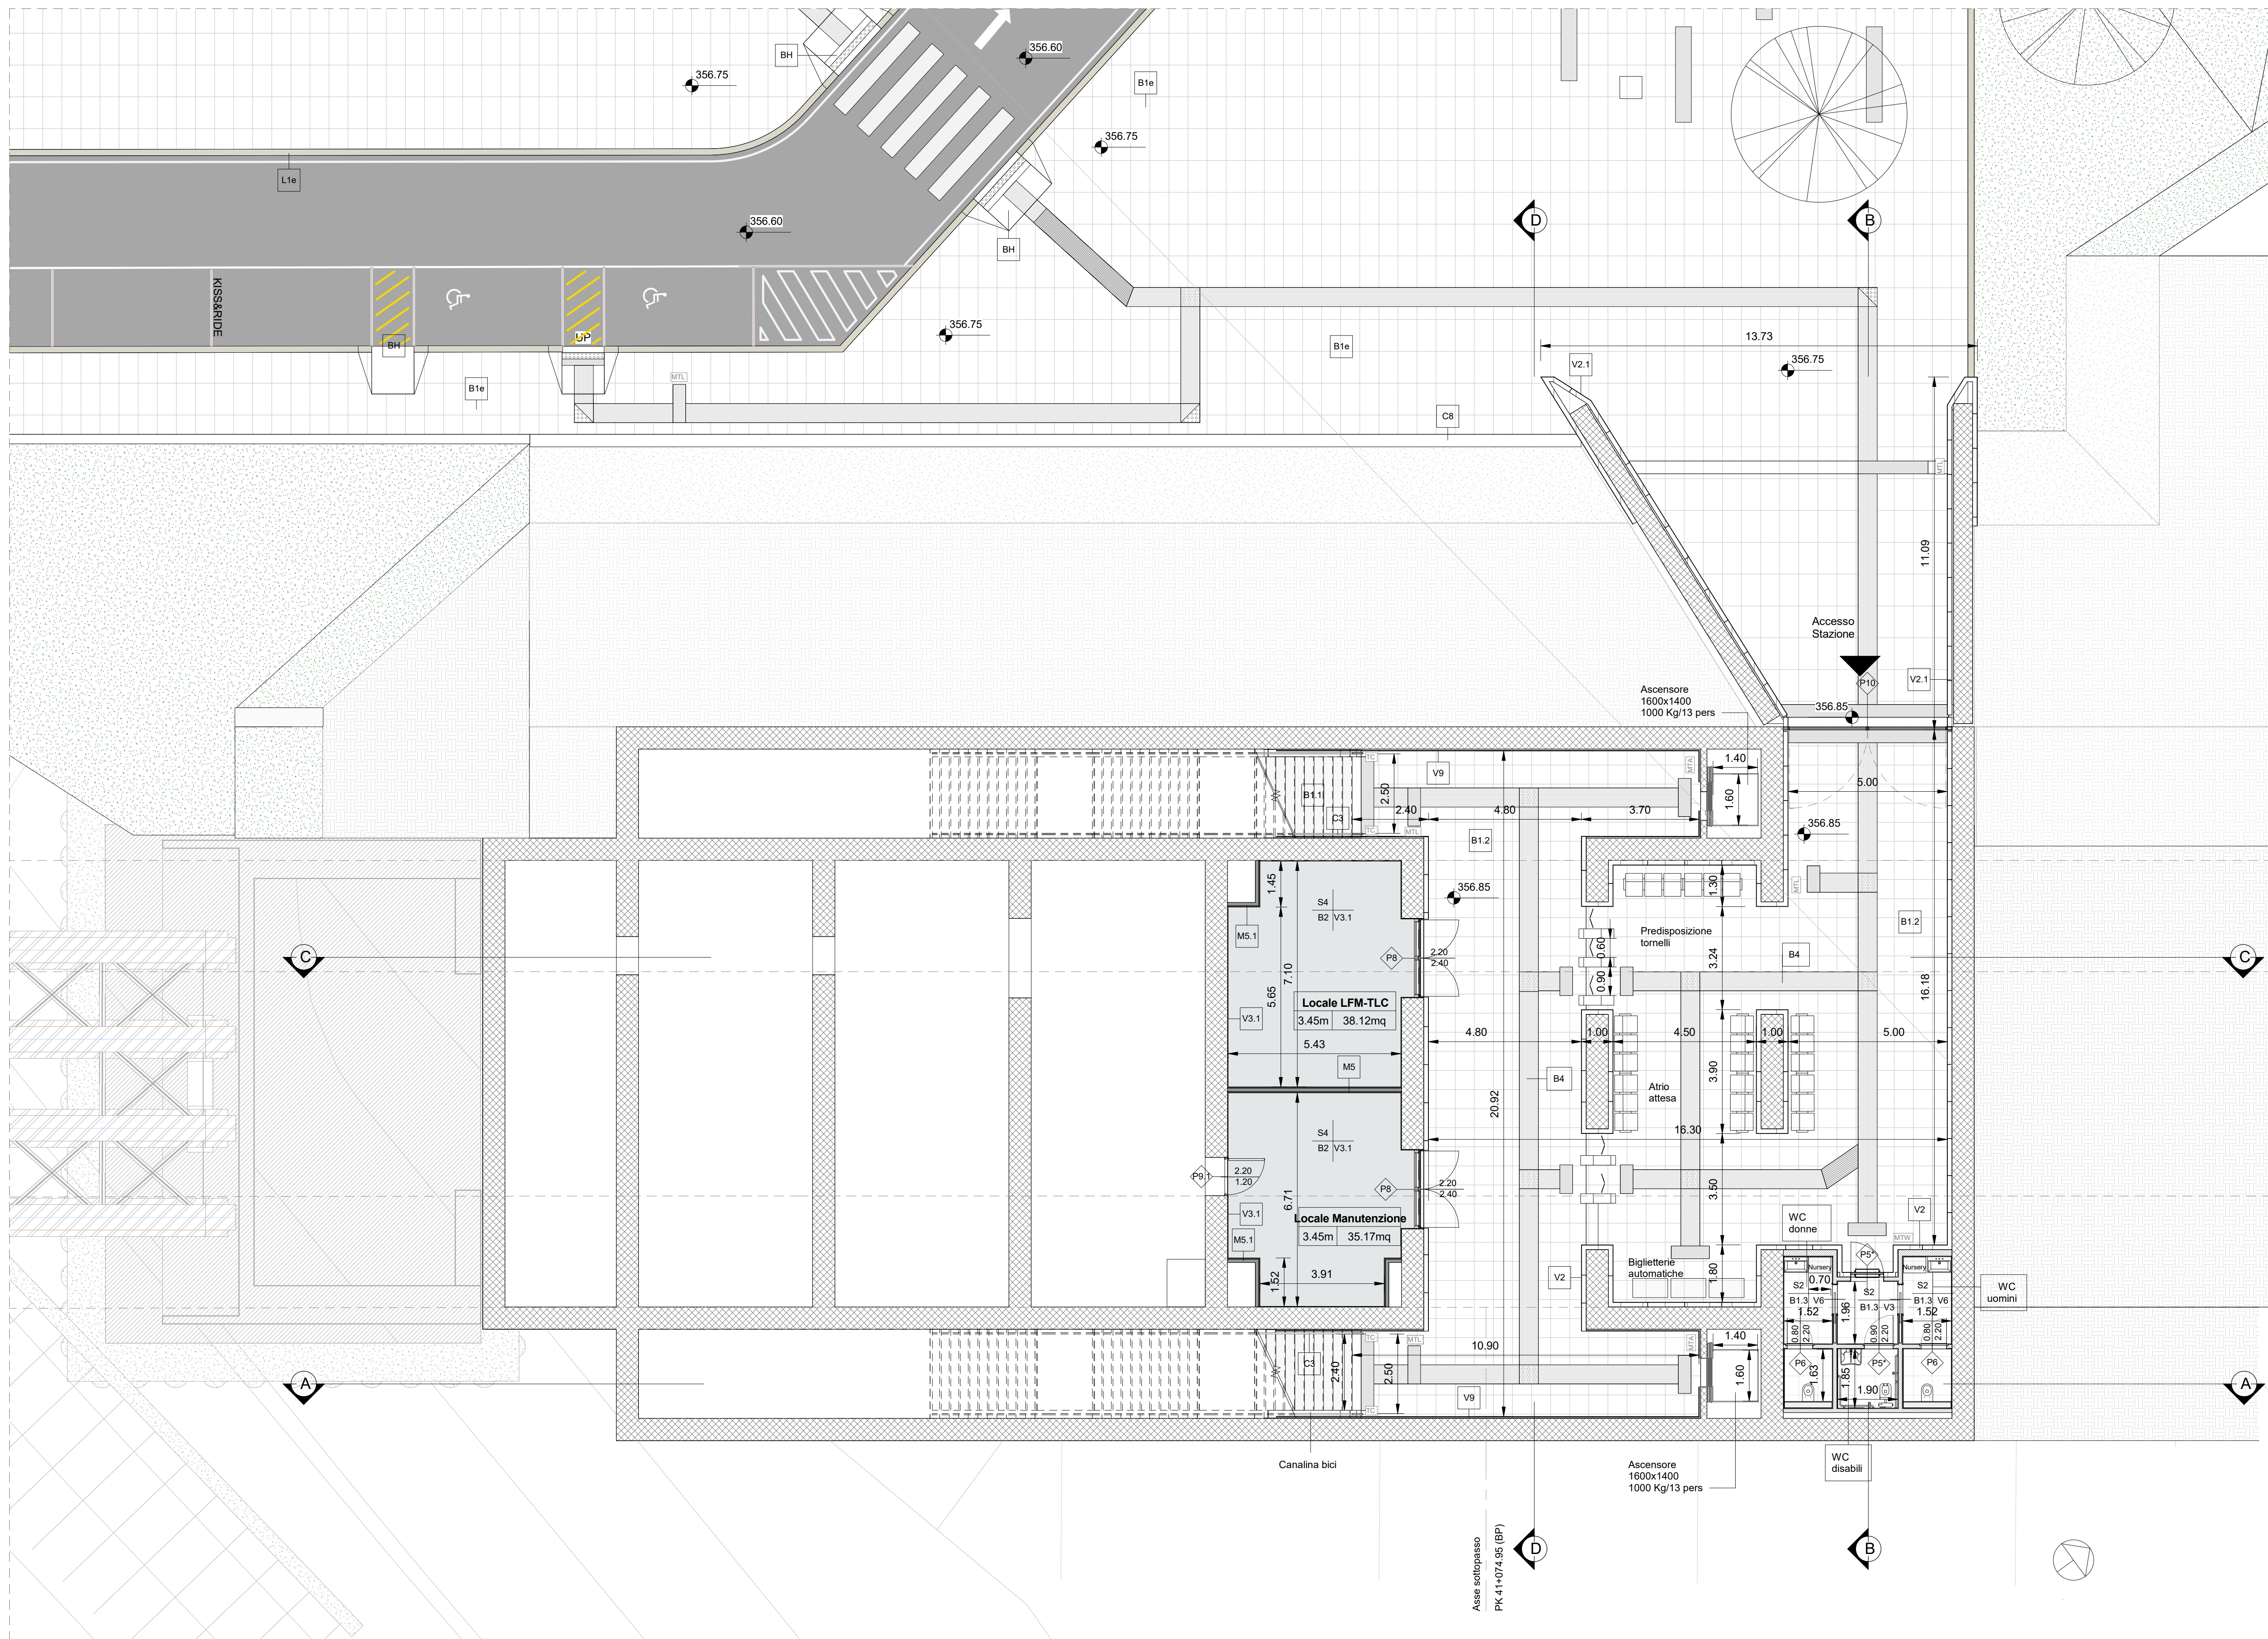 BH
356.60
356.75
B1e
356.75
L1e
356.60
D
B
BH
KISS&RIDE
356.75
13.73
BH
UP
B1e
356.75
V2.1
MTL
B1e
C8
MTL
11.09
Accesso
Stazione
V2.1
P10
Ascensore
1600x1400
1000 Kg/13 pers
356.85
TC
V9
MTA
1.40
5.00
B1.1
2.50
1.60
2.40
4.80
3.70
C3
TC
MTL
B1.2
356.85
1.45
1.30
MTL
356.85
S4
B2
V3.1
B1.2
M5.1
Predisposizione
tornelli
0.60
3.24
B4
C
P8
2.20
2.40
C
7.10
5.65
0.90
16.18
Locale LFM-TLC
3.45m
38.12mq
V3.1
4.80
1.00
4.50
1.00
5.00
5.43
M5
B4
3.90
Atrio
attesa
20.92
S4
B2
V3.1
16.30
P9.1
2.20
1.20
P8
2.20
2.40
6.71
3.50
V3.1
Locale Manutenzione
3.45m
35.17mq
WC
donne
V2
M5.1
MTW
P5*
Biglietterie
automatiche
Nursery
Nursery
1.52
3.91
V2
1.80
S2
0.70
S2
S2
WC
uomini
B1.3
V6
B1.3
V3
B1.3
V6
1.52
1.96
1.52
0.80
2.20
0.90
2.20
0.80
2.20
TC
MTL
10.90
MTA
1.40
C3
2.40
2.50
1.60
P6
1.63
1.85
P5*
P6
1.90
A
A
V9
TC
Canalina bici
Ascensore
1600x1400
1000 Kg/13 pers
WC
disabili
Asse sottopasso
PK 41+074.95 (BP)
D
B